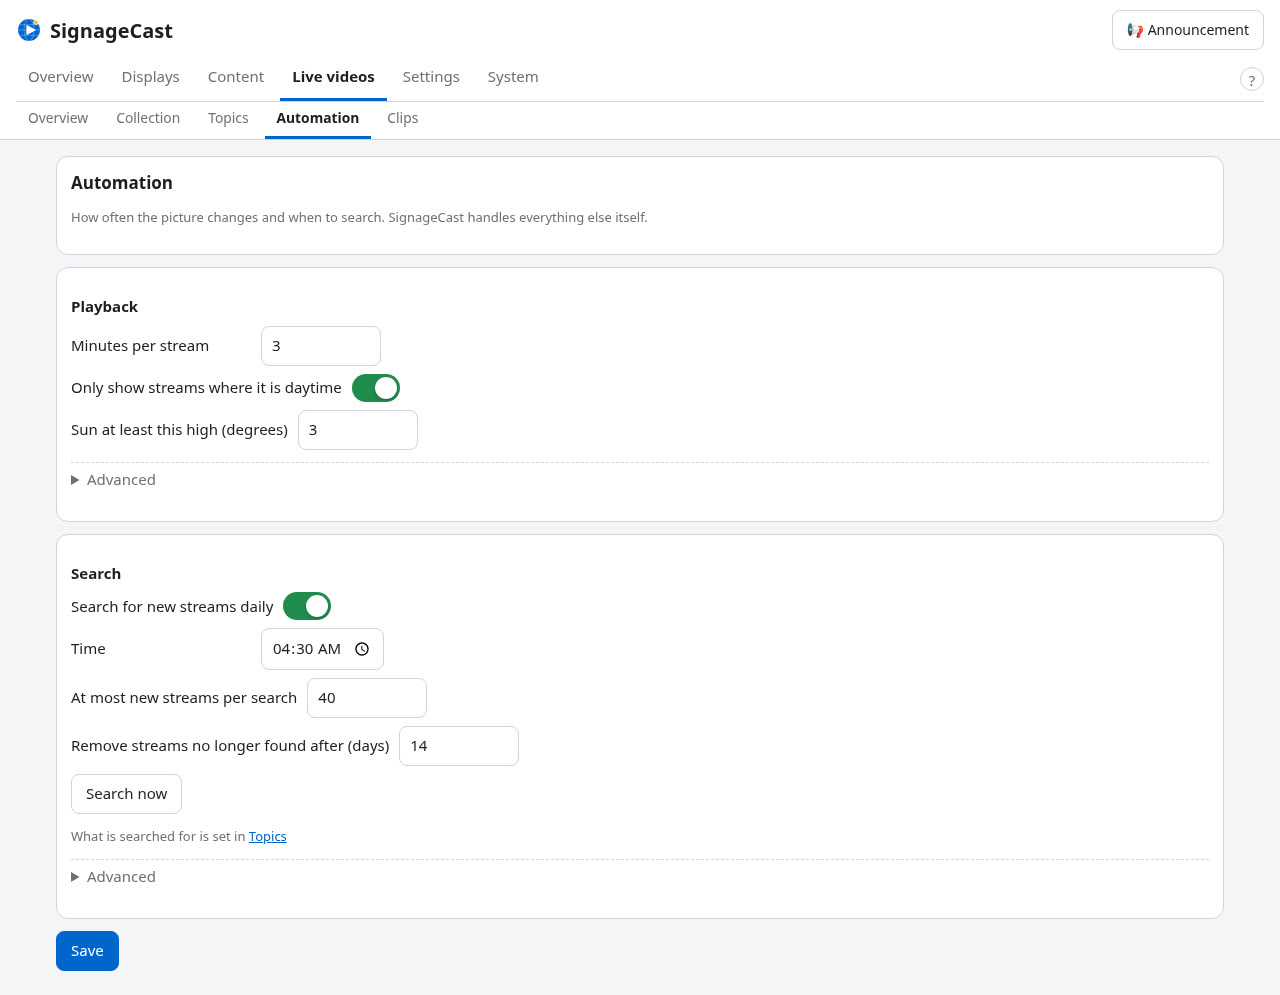 SignageCast
📢 Announcement
Overview Displays Content Live videos Settings System ?
Overview Collection Topics Automation Clips
Automation
How often the picture changes and when to search. SignageCast handles everything else itself.
Playback
Minutes per stream 3
Only show streams where it is daytime
Sun at least this high (degrees) 3
Advanced
Search
Search for new streams daily
Time 04:30 AM
At most new streams per search 40
Remove streams no longer found after (days) 14
Search now
What is searched for is set in Topics
Advanced
Save